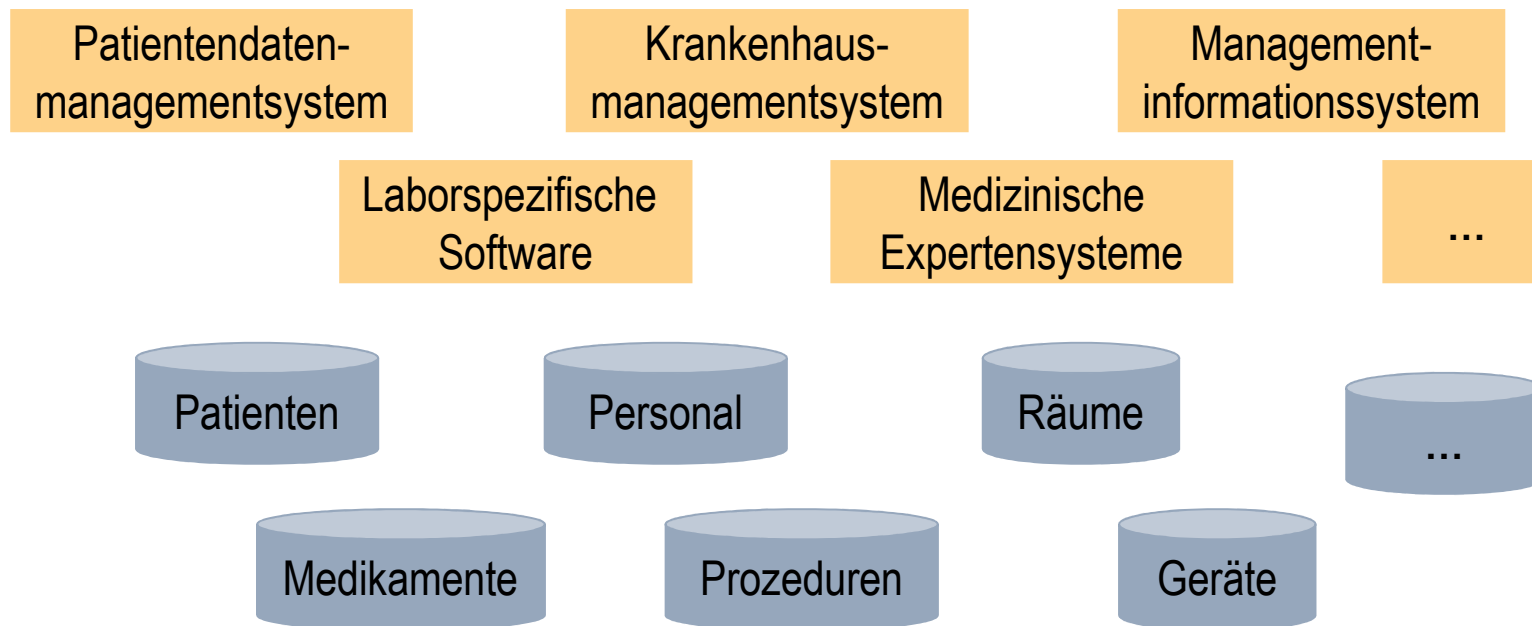 Patientendaten-
managementsystem
Krankenhaus-
managementsystem
Management-
informationssystem
Laborspezifische
Software
Medizinische
Expertensysteme
...
Patienten
Personal
Räume
...
Medikamente
Prozeduren
Geräte